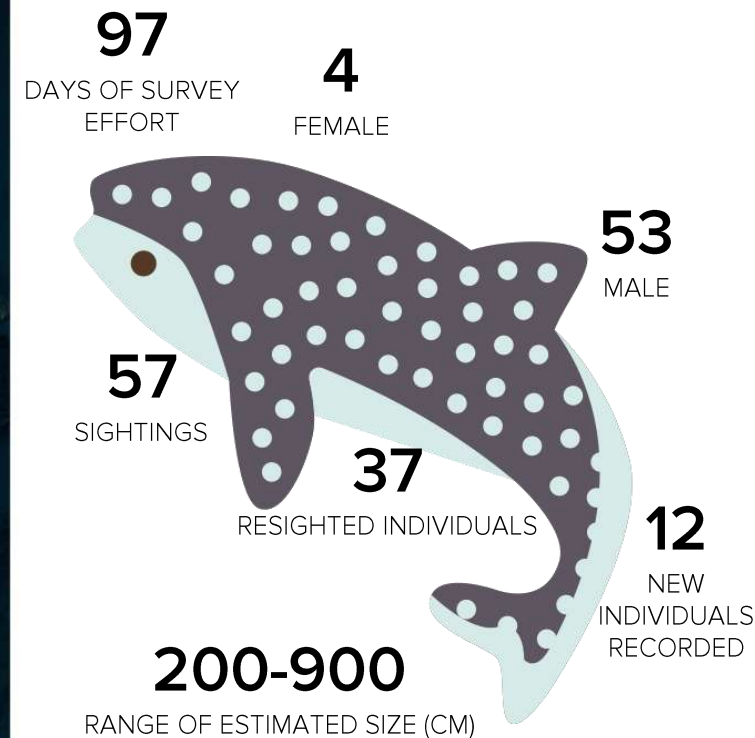 97
DAYS OF SURVEY
EFFORT
4
FEMALE
53
MALE
57
SIGHTINGS
37
RESIGHTED INDIVIDUALS
12
NEW
INDIVIDUALS
RECORDED
200-900
RANGE OF ESTIMATED SIZE (CM)